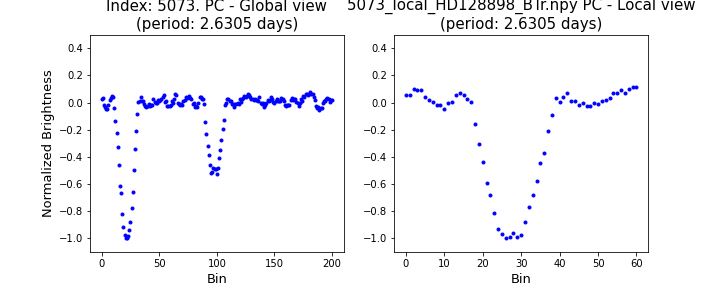 Index: 5073. PC - Global view
(period: 2.6305 days)
5073_local_HD128898_BTr.npy PC - Local view
(period: 2.6305 days)
Normalized Brightness
0.4
0.2
0.0
−0.2
−0.4
−0.6
−0.8
−1.0
0 50 100 150 200
Bin
0.4
0.2
0.0
−0.2
−0.4
−0.6
−0.8
−1.0
0 10 20 30 40 50 60
Bin